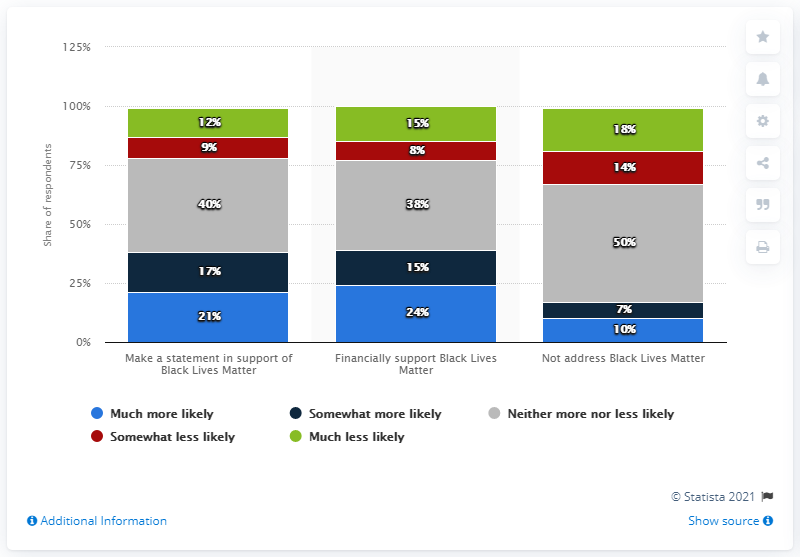 125%
100%
75%
50%
25%
0%
Share of respondents
12%
9%
40%
17%
21%
15%
8%
38%
15%
24%
18%
14%
50%
7%
10%
Make a statement in support of
Black Lives Matter
Financially support Black Lives
Matter
Not address Black Lives Matter
Much more likely
Somewhat more likely
Neither more nor less likely
Somewhat less likely
Much less likely
© Statista 2021
Additional Information
Show source